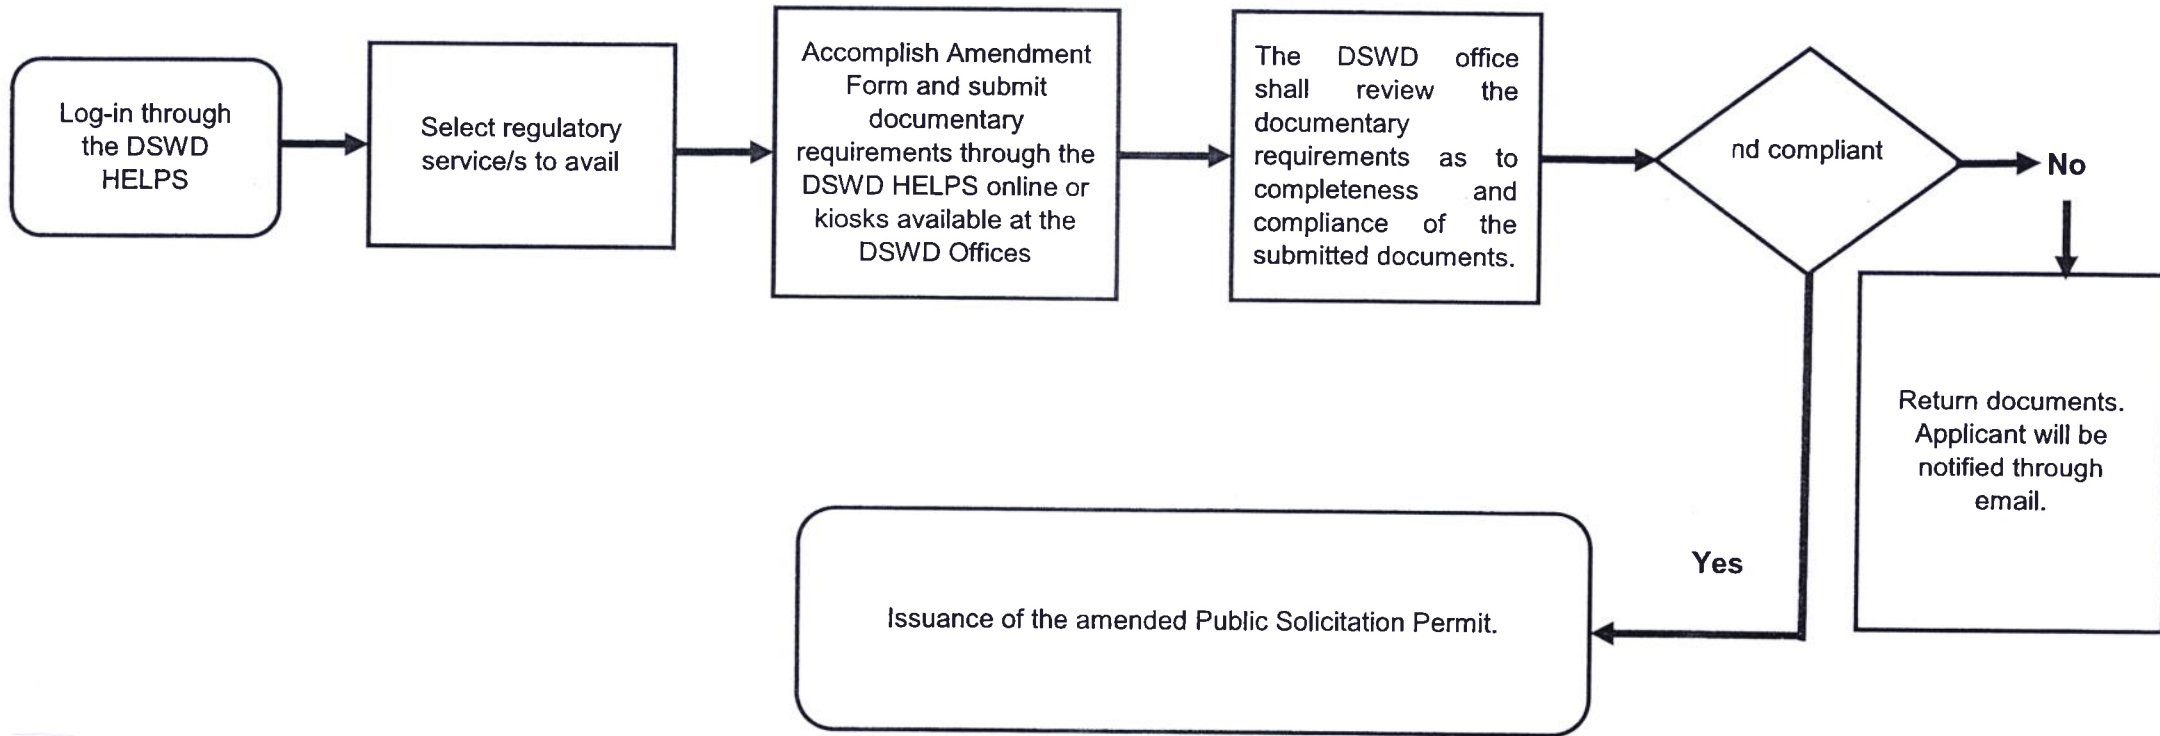 Log-in through
the DSWD
HELPS
Select regulatory
service/s to avail
Accomplish Amendment
Form and submit
documentary
requirements through the
DSWD HELPS online or
kiosks available at the
DSWD Offices
The DSWD office
shall review the
documentary
requirements as to
completeness and
compliance of the
submitted documents.
nd compliant
No
Return documents.
Applicant will be
notified through
email.
Yes
Issuance of the amended Public Solicitation Permit.